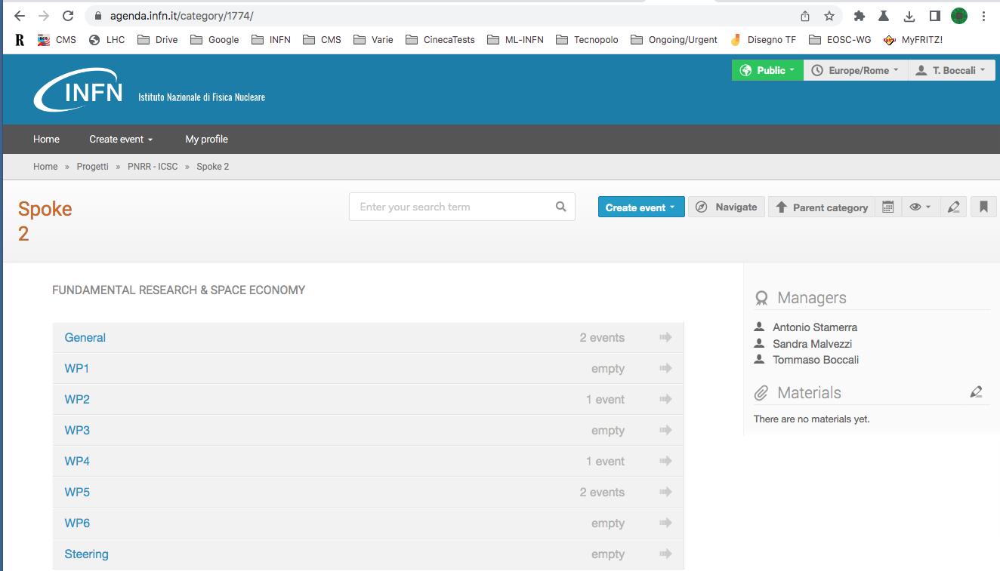 agenda.infn.it/category/1774/
R CMS LHC Drive Google INFN CMS Varie CinecaTests ML-INFN Tecnopolo Ongoing/Urgent Disegno TF EOSC-WG MyFRITZ!
Public Europe/Rome T. Boccali
INFN Istituto Nazionale di Fisica Nucleare
Home Create event My profile
Home » Progetti » PNRR - ICSC » Spoke 2
Spoke
2
Enter your search term
Create event Navigate Parent category
FUNDAMENTAL RESEARCH & SPACE ECONOMY
General 2 events
WP1 empty
WP2 1 event
WP3 empty
WP4 1 event
WP5 2 events
WP6 empty
Steering empty
Managers
Antonio Stamerra
Sandra Malvezzi
Tommaso Boccali
Materials
There are no materials yet.